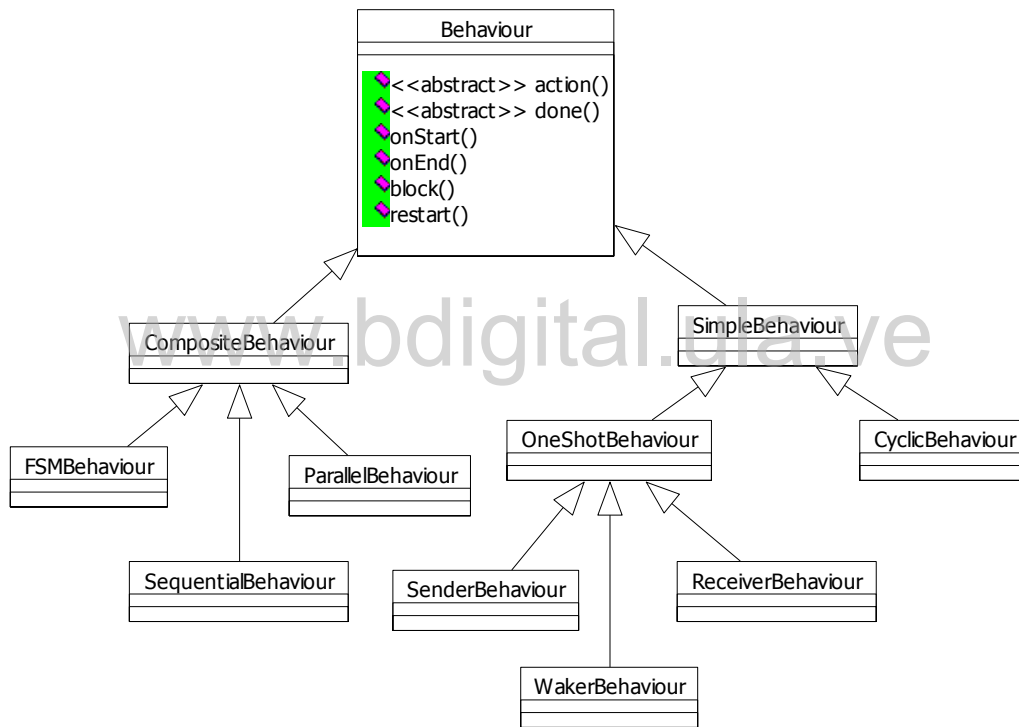 Behaviour
<<abstract>> action()
<<abstract>> done()
onStart()
onEnd()
block()
restart()
www.bdigital.ula.ve
CompositeBehaviour
SimpleBehaviour
FSMBehaviour
ParallelBehaviour
OneShotBehaviour
CyclicBehaviour
SequentialBehaviour
SenderBehaviour
ReceiverBehaviour
WakerBehaviour